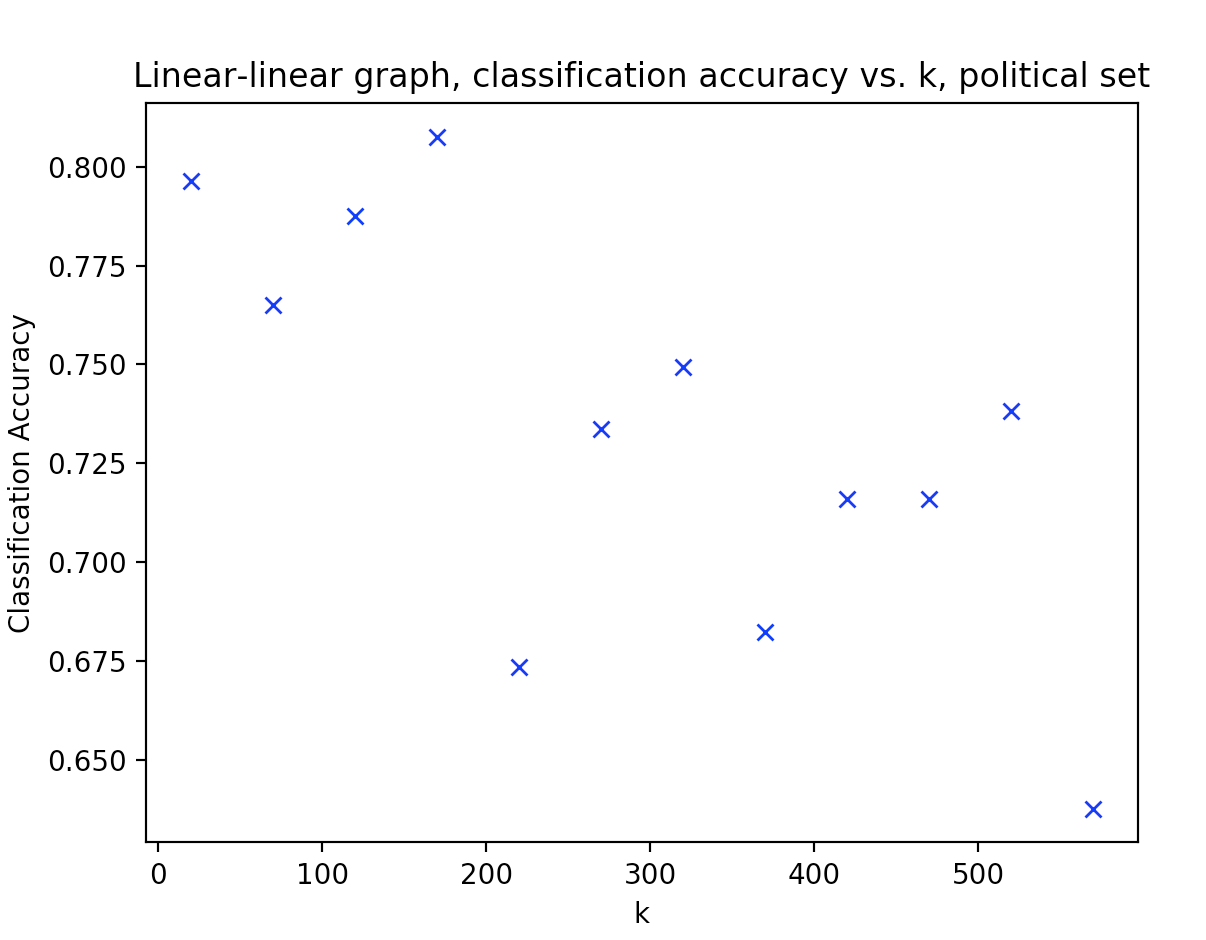 Linear-linear graph, classification accuracy vs. k, political set
Classification Accuracy
0.800
0.775
0.750
0.725
0.700
0.675
0.650
0 100 200 300 400 500
k